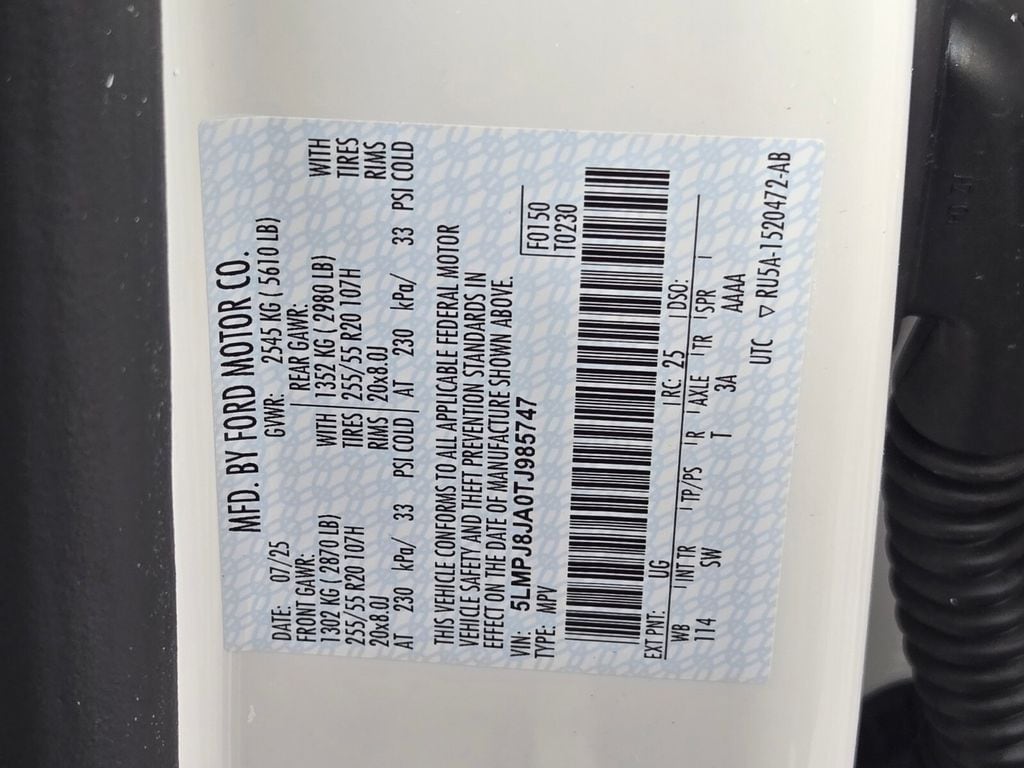 MFD. BY FORD MOTOR CO.
DATE: 07/25 GVWR: 2545 KG ( 5610 LB)
FRONT GAWR: REAR GAWR:
1302 KG ( 2870 LB) WITH 1352 KG ( 2980 LB) WITH
255/55 R20 107H TIRES 255/55 R20 107H TIRES
20x8.0J RIMS 20x8.0J RIMS
AT 230 kPa/ 33 PSI COLD AT 230 kPa/ 33 PSI COLD
THIS VEHICLE CONFORMS TO ALL APPLICABLE FEDERAL MOTOR
VEHICLE SAFETY AND THEFT PREVENTION STANDARDS IN
EFFECT ON THE DATE OF MANUFACTURE SHOWN ABOVE.
VIN: 5LMPJ8JA0TJ985747 F0150
TYPE: MPV T0230
EXT PNT: UG RC: 25 DSO:
WB INT TR TP/PS R AXLE TR SPR
114 SW T 3A AAAA
UTC ▽ RU5A-1520472-AB